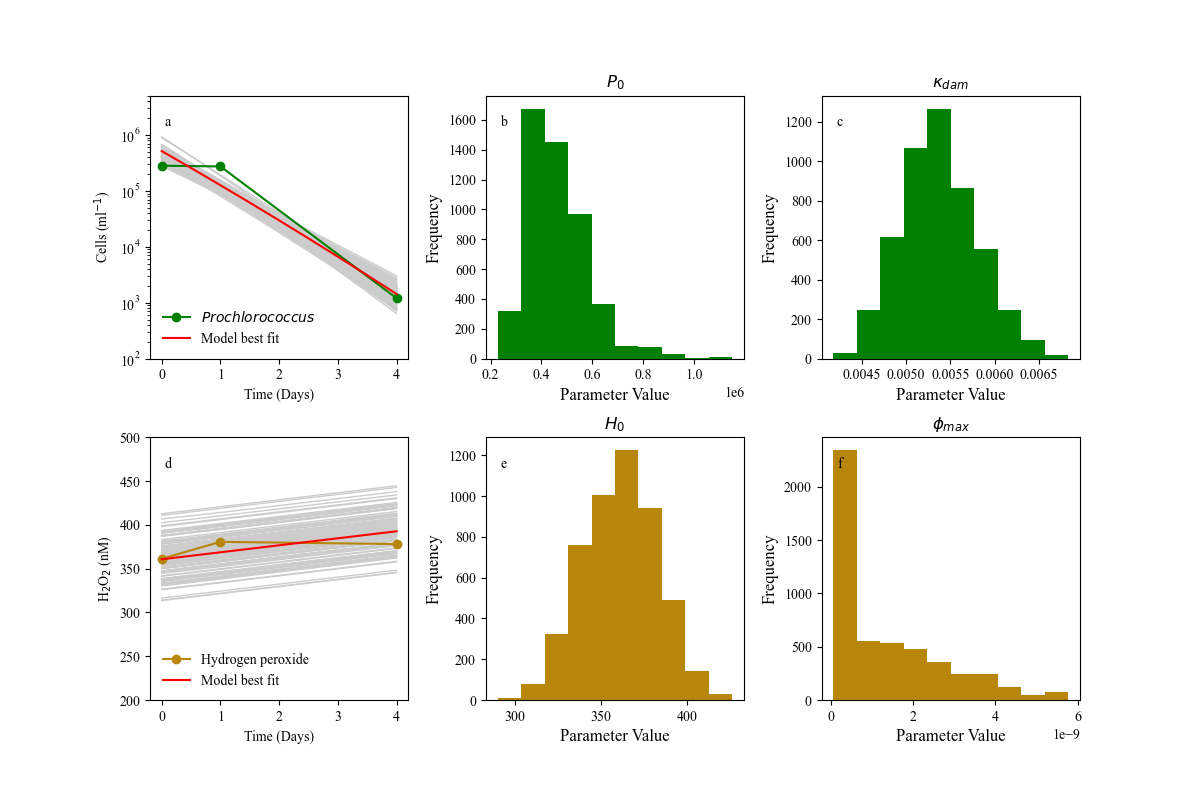 a
10⁶
10⁵
10⁴
10³
10²
Cells (ml⁻¹)
Prochlorococcus
Model best fit
0 1 2 3 4
Time (Days)
P₀
b
1600
1400
1200
1000
800
600
400
200
0
Frequency
0.2 0.4 0.6 0.8 1.0
1e6
Parameter Value
κ_dam
c
1200
1000
800
600
400
200
0
Frequency
0.0045 0.0050 0.0055 0.0060 0.0065
Parameter Value
d
500
450
400
350
300
250
200
H₂O₂ (nM)
Hydrogen peroxide
Model best fit
0 1 2 3 4
Time (Days)
H₀
e
1200
1000
800
600
400
200
0
Frequency
300 350 400
Parameter Value
ϕ_max
f
2000
1500
1000
500
0
Frequency
0 2 4 6
1e−9
Parameter Value